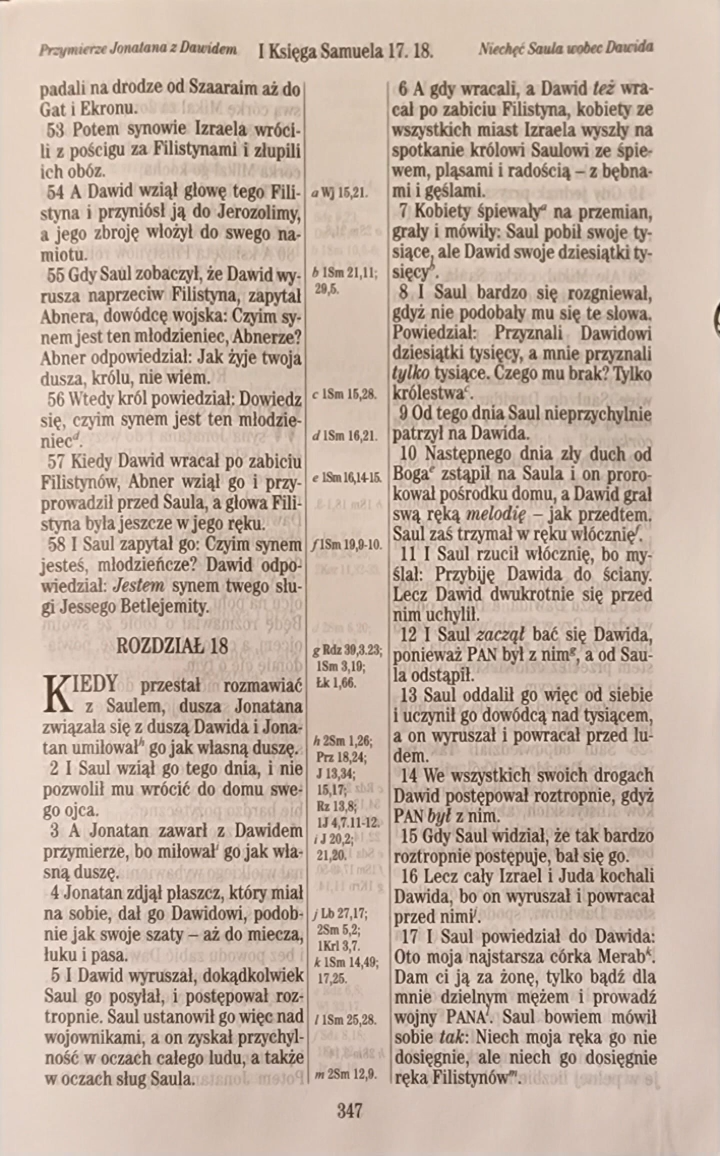 Przymierze Jonatana z Dawidem
I Księga Samuela 17. 18.
Niechęć Saula wobec Dawida
padali na drodze od Szaaraim aż do
Gat i Ekronu.
53 Potem synowie Izraela wróci-
li z pościgu za Filistynami i złupili
ich obóz.
54 A Dawid wziął głowę tego Fili-
styna i przyniósł ją do Jerozolimy,
a jego zbroję włożył do swego na-
miotu.
55 Gdy Saul zobaczył, że Dawid wy-
rusza naprzeciw Filistyna, zapytał
Abnera, dowódcę wojska: Czyim sy-
nem jest ten młodzieniec, Abnerze?
Abner odpowiedział: Jak żyje twoja
dusza, królu, nie wiem.
56 Wtedy król powiedział: Dowiedz
się, czyim synem jest ten młodzie-
niec^d.
57 Kiedy Dawid wracał po zabiciu
Filistynów, Abner wziął go i przy-
prowadził przed Saula, a głowa Fili-
styna była jeszcze w jego ręku.
58 I Saul zapytał go: Czyim synem
jesteś, młodzieńcze? Dawid odpo-
wiedział: Jestem synem twego słu-
gi Jessego Betlejemity.
ROZDZIAŁ 18
KIEDY przestał rozmawiać
z Saulem, dusza Jonatana
związała się z duszą Dawida i Jona-
tan umiłował^h go jak własną duszę.
2 I Saul wziął go tego dnia, i nie
pozwolił mu wrócić do domu swe-
go ojca.
3 A Jonatan zawarł z Dawidem
przymierze, bo miłował^i go jak wła-
sną duszę.
4 Jonatan zdjął płaszcz, który miał
na sobie, dał go Dawidowi, podob-
nie jak swoje szaty – aż do miecza,
łuku i pasa.
5 I Dawid wyruszał, dokądkolwiek
Saul go posyłał, i postępował roz-
tropnie. Saul ustanowił go więc nad
wojownikami, a on zyskał przychyl-
ność w oczach całego ludu, a także
w oczach sług Saula.
a Wj 15,21.
b 1Sm 21,11;
29,5.
c 1Sm 15,28.
d 1Sm 16,21.
e 1Sm 16,14-15.
f 1Sm 19,9-10.
g Rdz 39,3.23;
1Sm 3,19;
Łk 1,66.
h 2Sm 1,26;
Prz 18,24;
J 13,34;
15,17;
Rz 13,8;
1J 4,7.11-12.
i J 20,2;
21,20.
j Lb 27,17;
2Sm 5,2;
1Krl 3,7.
k 1Sm 14,49;
17,25.
l 1Sm 25,28.
m 2Sm 12,9.
6 A gdy wracali, a Dawid też wra-
cał po zabiciu Filistyna, kobiety ze
wszystkich miast Izraela wyszły na
spotkanie królowi Saulowi ze śpie-
wem, pląsami i radością – z bębna-
mi i gęślami.
7 Kobiety śpiewały^a na przemian,
grały i mówiły: Saul pobił swoje ty-
siące, ale Dawid swoje dziesiątki ty-
sięcy^b.
8 I Saul bardzo się rozgniewał,
gdyż nie podobały mu się te słowa.
Powiedział: Przyznali Dawidowi
dziesiątki tysięcy, a mnie przyznali
tylko tysiące. Czego mu brak? Tylko
królestwa^c.
9 Od tego dnia Saul nieprzychylnie
patrzył na Dawida.
10 Następnego dnia zły duch od
Boga^e zstąpił na Saula i on proro-
kował pośrodku domu, a Dawid grał
swą ręką melodię – jak przedtem.
Saul zaś trzymał w ręku włócznię^f.
11 I Saul rzucił włócznię, bo my-
ślał: Przybiję Dawida do ściany.
Lecz Dawid dwukrotnie się przed
nim uchylił.
12 I Saul zaczął bać się Dawida,
ponieważ PAN był z nim^g, a od Sau-
la odstąpił.
13 Saul oddalił go więc od siebie
i uczynił go dowódcą nad tysiącem,
a on wyruszał i powracał przed lu-
dem.
14 We wszystkich swoich drogach
Dawid postępował roztropnie, gdyż
PAN był z nim.
15 Gdy Saul widział, że tak bardzo
roztropnie postępuje, bał się go.
16 Lecz cały Izrael i Juda kochali
Dawida, bo on wyruszał i powracał
przed nimi^j.
17 I Saul powiedział do Dawida:
Oto moja najstarsza córka Merab^k.
Dam ci ją za żonę, tylko bądź dla
mnie dzielnym mężem i prowadź
wojny PANA^l. Saul bowiem mówił
sobie tak: Niech moja ręka go nie
dosięgnie, ale niech go dosięgnie
ręka Filistynów^m.
347